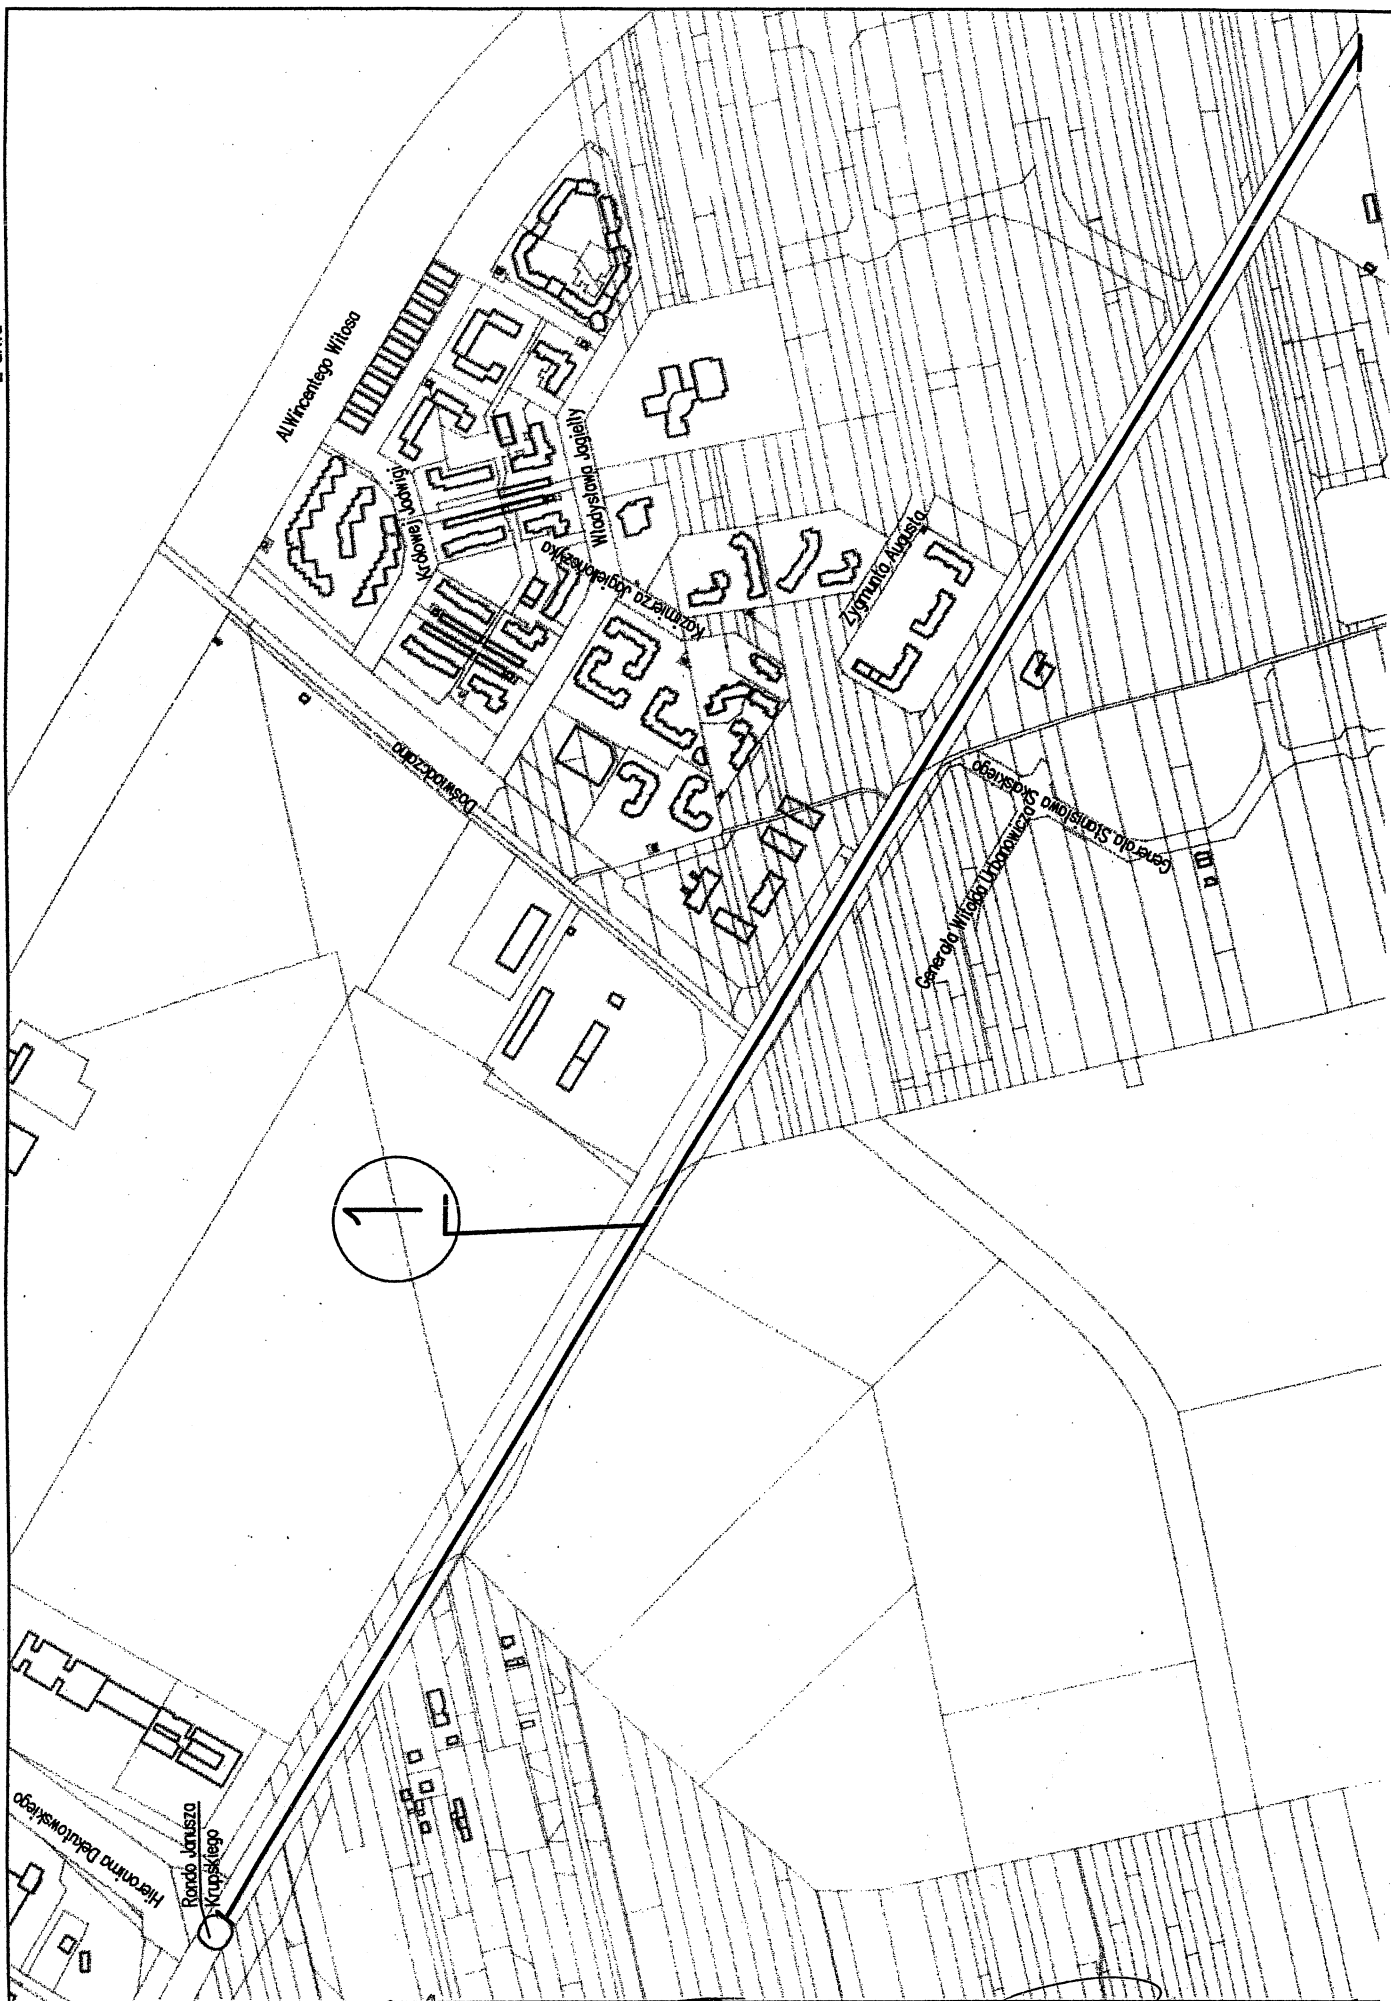 Al.Wincentego Witosa
Królowej Jadwigi
Władysława Jagiełły
Kazimierza Jagiellończyka
Zygmunta Augusta
Doświadczalna
Generała Stanisława Skalskiego
Generała Witolda Urbanowicza
1
Hieronima Dekutowskiego
Rondo Janusza
Krupskiego